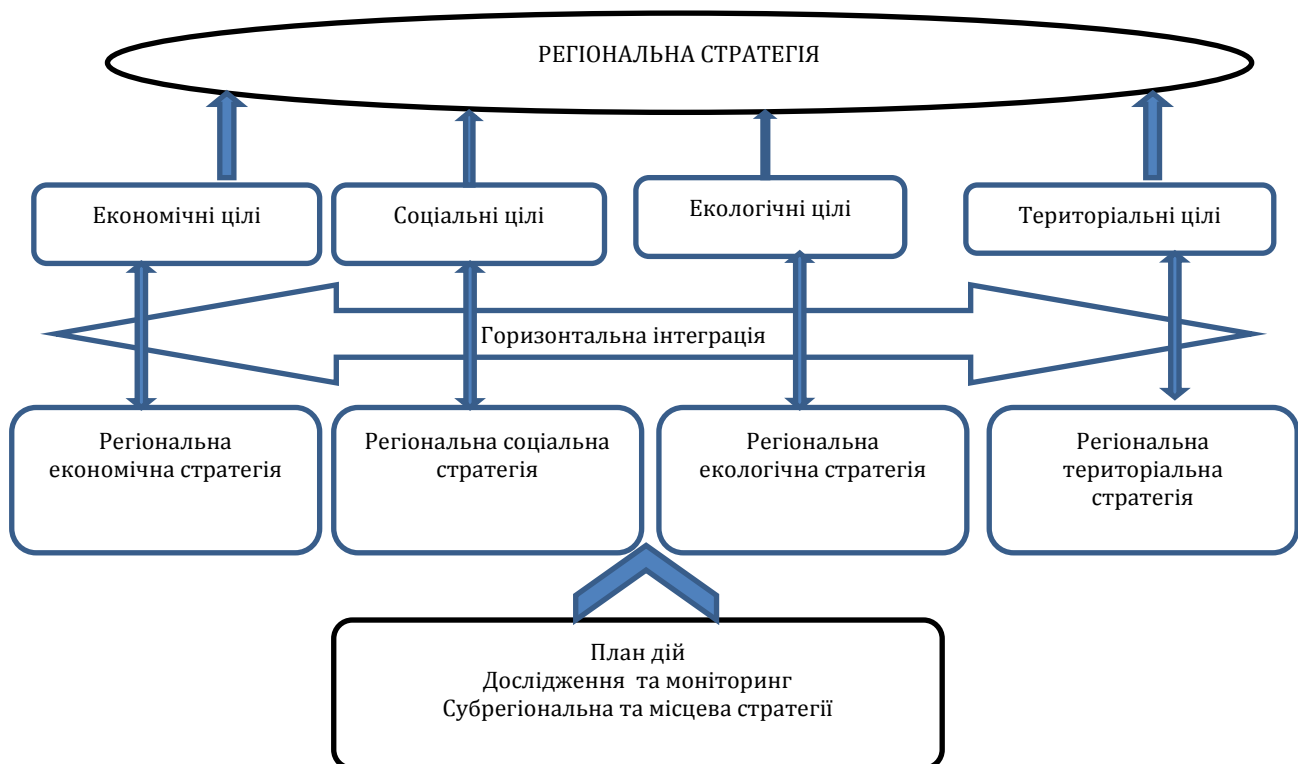 РЕГІОНАЛЬНА СТРАТЕГІЯ
Економічні цілі
Соціальні цілі
Екологічні цілі
Територіальні цілі
Горизонтальна інтеграція
Регіональна
економічна стратегія
Регіональна соціальна
стратегія
Регіональна
екологічна стратегія
Регіональна
територіальна
стратегія
План дій
Дослідження та моніторинг
Субрегіональна та місцева стратегії